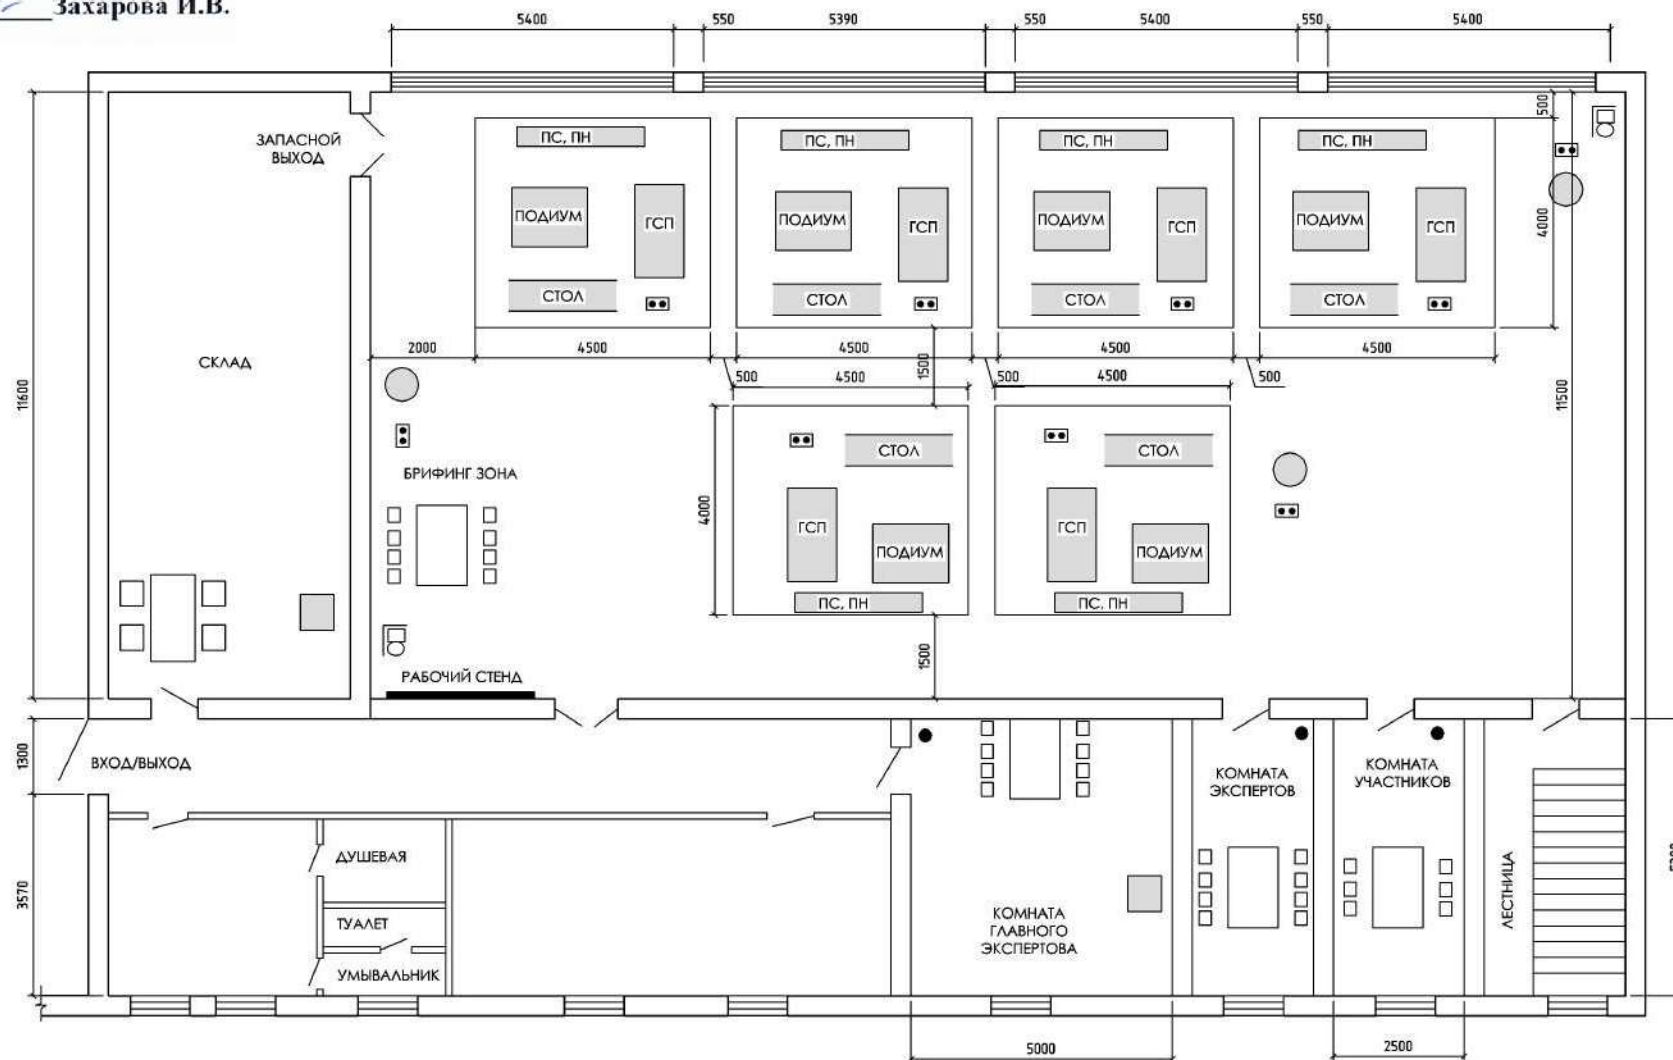 Захарова И.В.
5400 550 5390 550 5400 550 5400
ЗАПАСНОЙ
ВЫХОД
ПС, ПН ПС, ПН ПС, ПН ПС, ПН
500
ПОДИУМ ГСП ПОДИУМ ГСП ПОДИУМ ГСП ПОДИУМ ГСП
4000
СТОЛ СТОЛ СТОЛ СТОЛ
2000 4500 4500 4500 4500
СКЛАД
1500
500 4500 500 4500 500
11600
11500
СТОЛ СТОЛ
БРИФИНГ ЗОНА
4000
ГСП ГСП
ПОДИУМ ПОДИУМ
ПС, ПН ПС, ПН
1500
РАБОЧИЙ СТЕНД
1300
ВХОД/ВЫХОД
КОМНАТА
ЭКСПЕРТОВ
КОМНАТА
УЧАСТНИКОВ
ДУШЕВАЯ
3570
ЛЕСТНИЦА
ТУАЛЕТ
КОМНАТА
ГЛАВНОГО
ЭКСПЕРТОВА
УМЫВАЛЬНИК
5000 2500